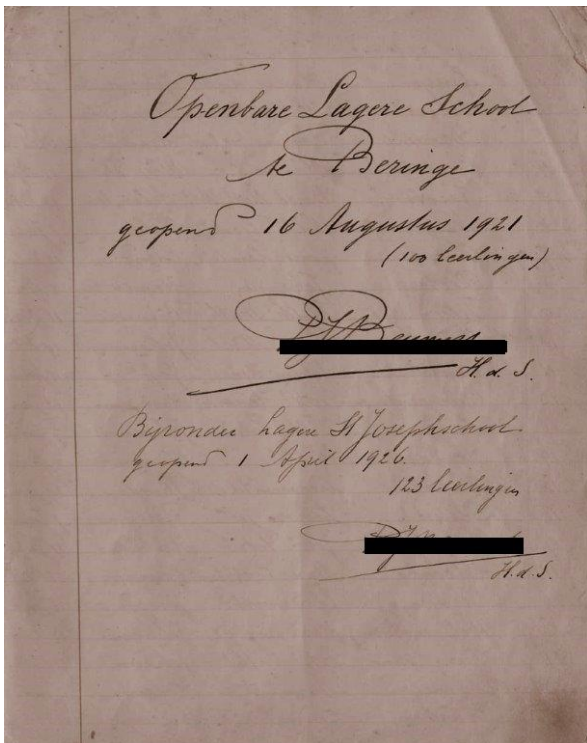 Openbare Lagere School
te Beringe
geopend 16 Augustus 1921
(100 leerlingen)
H. d. S.
Bijzondere Lagere St Josephschool
geopend 1 April 1926.
123 leerlingen
H. d. S.